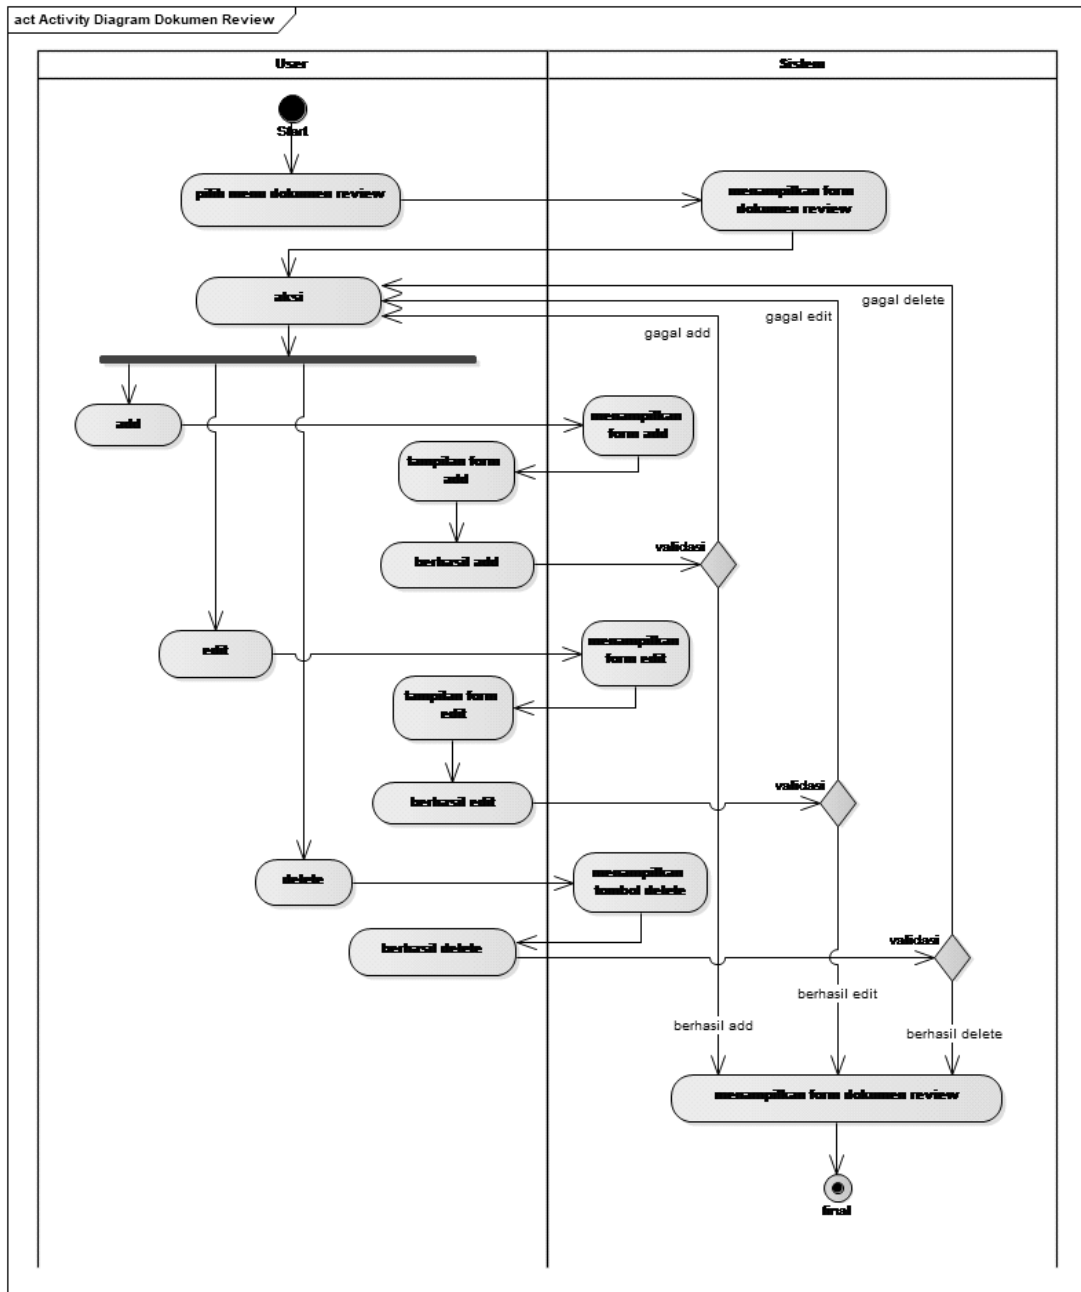 act Activity Diagram Dokumen Review
User
Sistem
Start
pilih menu dokumen review
menampilkan form
dokumen review
aksi
gagal delete
gagal edit
gagal add
add
menampilkan
form add
tampilan form
add
berhasil add
validasi
edit
menampilkan
form edit
tampilan form
edit
berhasil edit
validasi
delete
menampilkan
tombol delete
berhasil delete
validasi
berhasil edit
berhasil add
berhasil delete
menampilkan form dokumen review
final